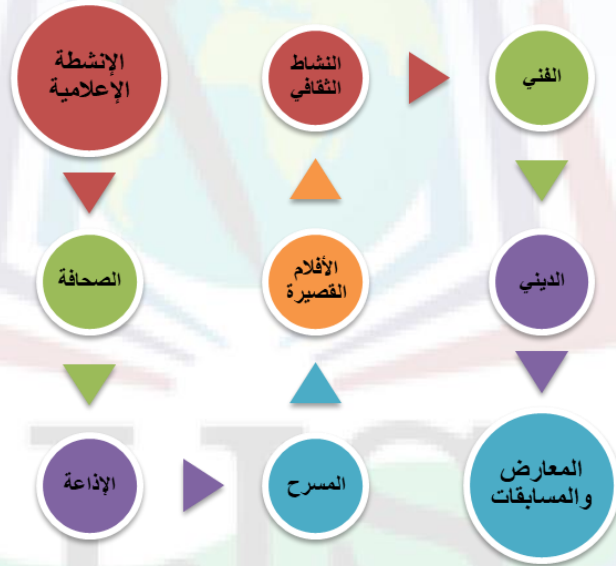 الإنشطة
الإعلامية
الصحافة
الإذاعة
المسرح
الأفلام
القصيرة
النشاط
الثقافي
الفني
الديني
المعارض
والمسابقات